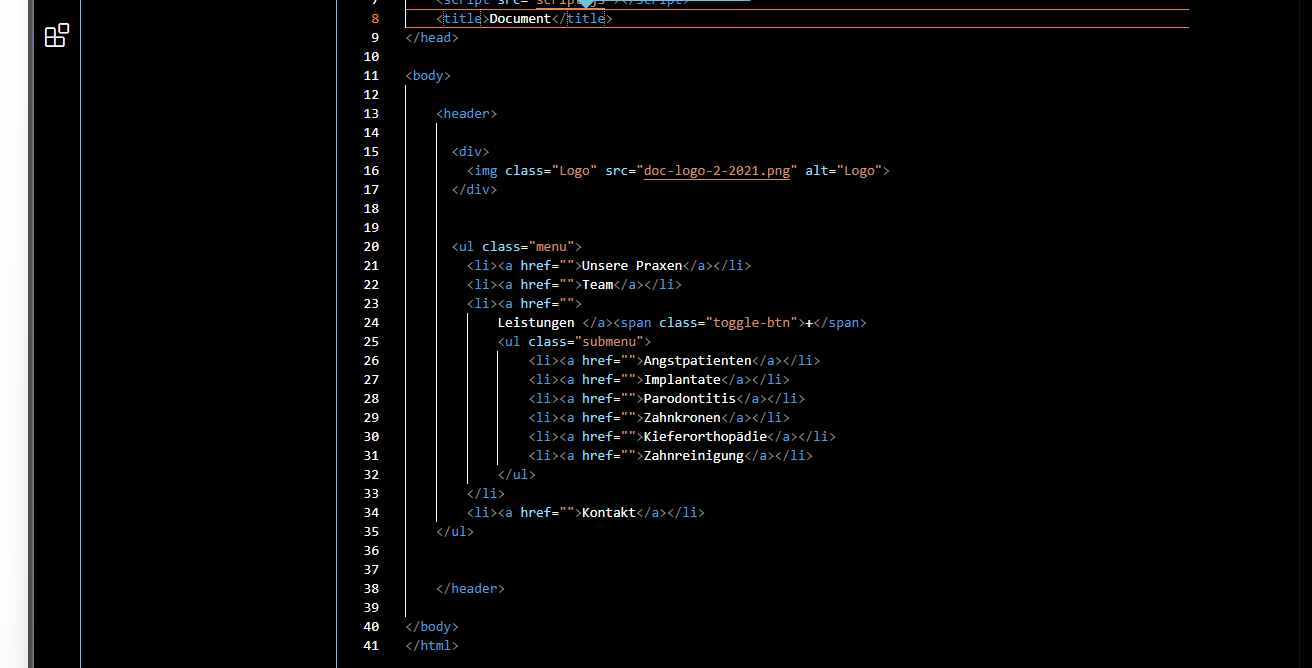 7 <script src="script.js"></script>
8 <title>Document</title>
9 </head>
10
11 <body>
12
13 <header>
14
15 <div>
16 <img class="Logo" src="doc-logo-2-2021.png" alt="Logo">
17 </div>
18
19
20 <ul class="menu">
21 <li><a href="">Unsere Praxen</a></li>
22 <li><a href="">Team</a></li>
23 <li><a href="">
24 Leistungen </a><span class="toggle-btn">+</span>
25 <ul class="submenu">
26 <li><a href="">Angstpatienten</a></li>
27 <li><a href="">Implantate</a></li>
28 <li><a href="">Parodontitis</a></li>
29 <li><a href="">Zahnkronen</a></li>
30 <li><a href="">Kieferorthopädie</a></li>
31 <li><a href="">Zahnreinigung</a></li>
32 </ul>
33 </li>
34 <li><a href="">Kontakt</a></li>
35 </ul>
36
37
38 </header>
39
40 </body>
41 </html>